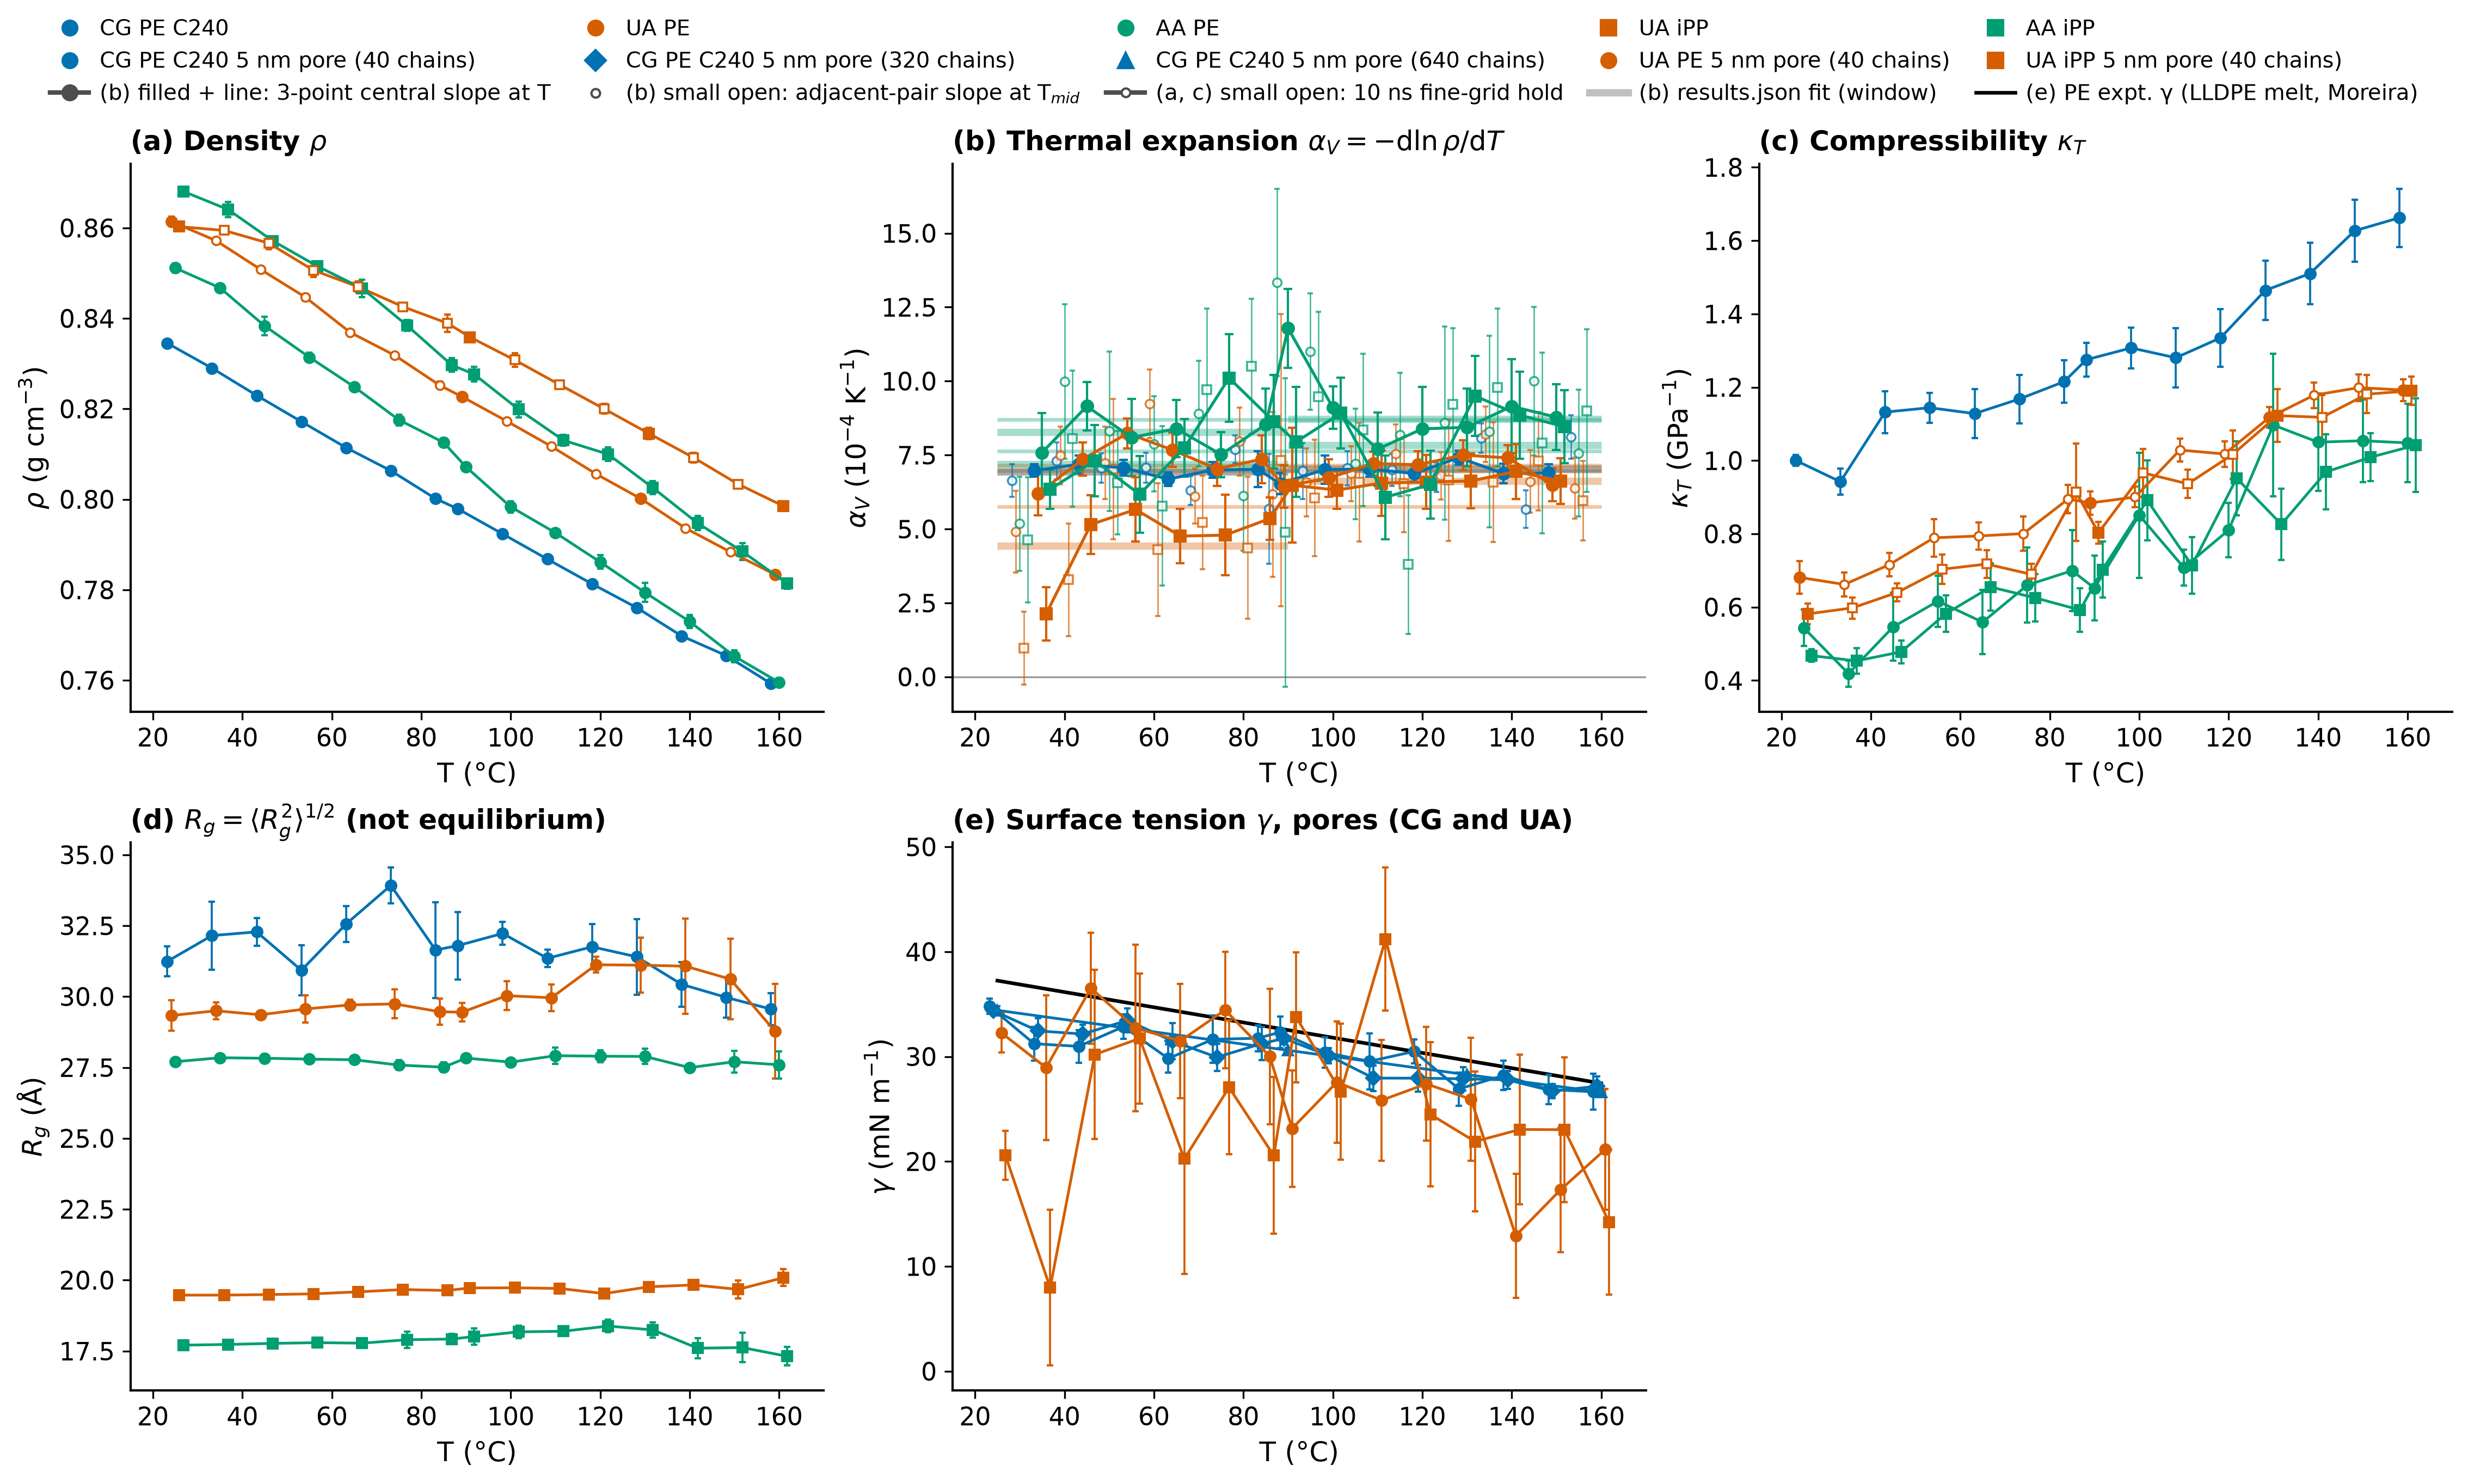 CG PE C240
UA PE
AA PE
UA iPP
AA iPP
CG PE C240 5 nm pore (40 chains)
CG PE C240 5 nm pore (320 chains)
CG PE C240 5 nm pore (640 chains)
UA PE 5 nm pore (40 chains)
UA iPP 5 nm pore (40 chains)
(b) filled + line: 3-point central slope at T
(b) small open: adjacent-pair slope at T_mid
(a, c) small open: 10 ns fine-grid hold
(b) results.json fit (window)
(e) PE expt. γ (LLDPE melt, Moreira)
(a) Density ρ
0.86
0.84
0.82
0.80
0.78
0.76
ρ (g cm⁻³)
20 40 60 80 100 120 140 160
T (°C)
(b) Thermal expansion α_V = −dln ρ/dT
15.0
12.5
10.0
7.5
5.0
2.5
0.0
α_V (10⁻⁴ K⁻¹)
20 40 60 80 100 120 140 160
T (°C)
(c) Compressibility κ_T
1.8
1.6
1.4
1.2
1.0
0.8
0.6
0.4
κ_T (GPa⁻¹)
20 40 60 80 100 120 140 160
T (°C)
(d) R_g = ⟨R_g²⟩^1/2 (not equilibrium)
35.0
32.5
30.0
27.5
25.0
22.5
20.0
17.5
R_g (Å)
20 40 60 80 100 120 140 160
T (°C)
(e) Surface tension γ, pores (CG and UA)
50
40
30
20
10
0
γ (mN m⁻¹)
20 40 60 80 100 120 140 160
T (°C)